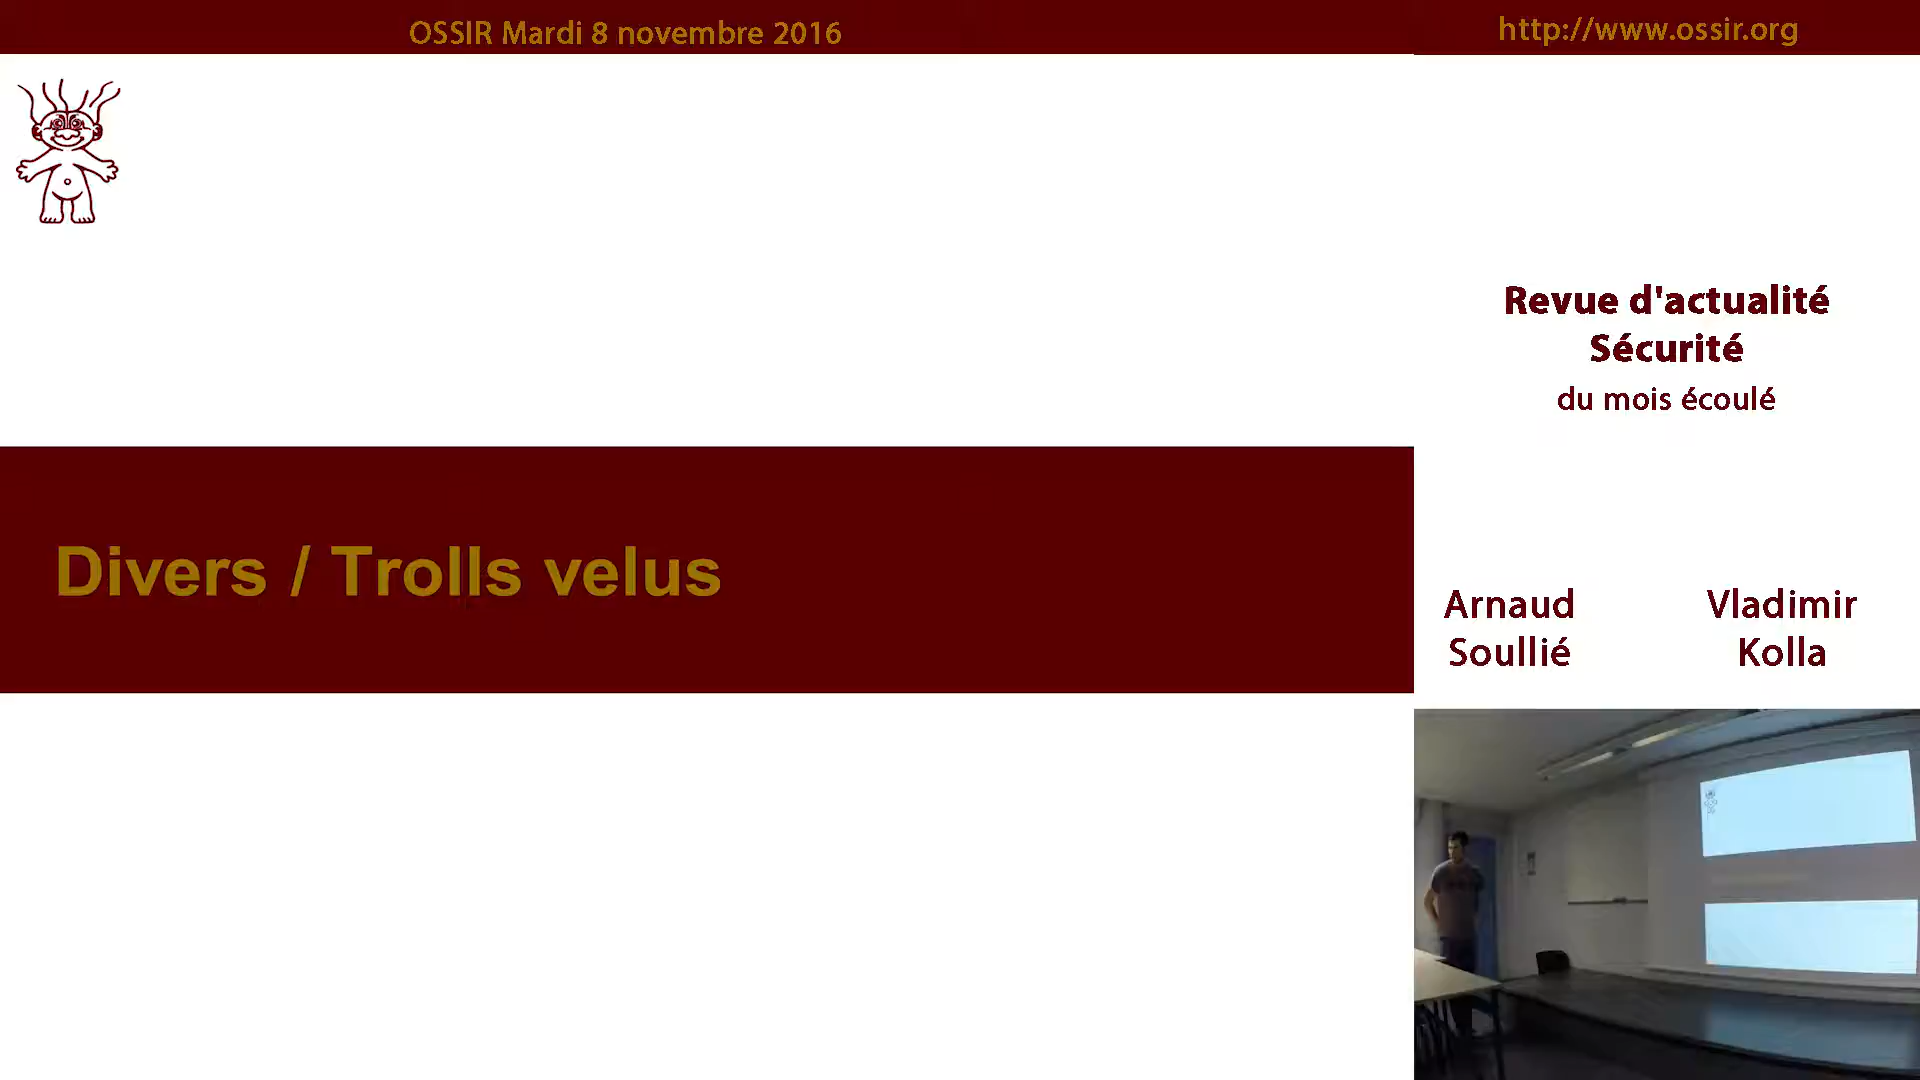 OSSIR Mardi 8 novembre 2016
http://www.ossir.org
Revue d'actualité
Sécurité
du mois écoulé
Divers / Trolls velus
Arnaud
Soullié
Vladimir
Kolla